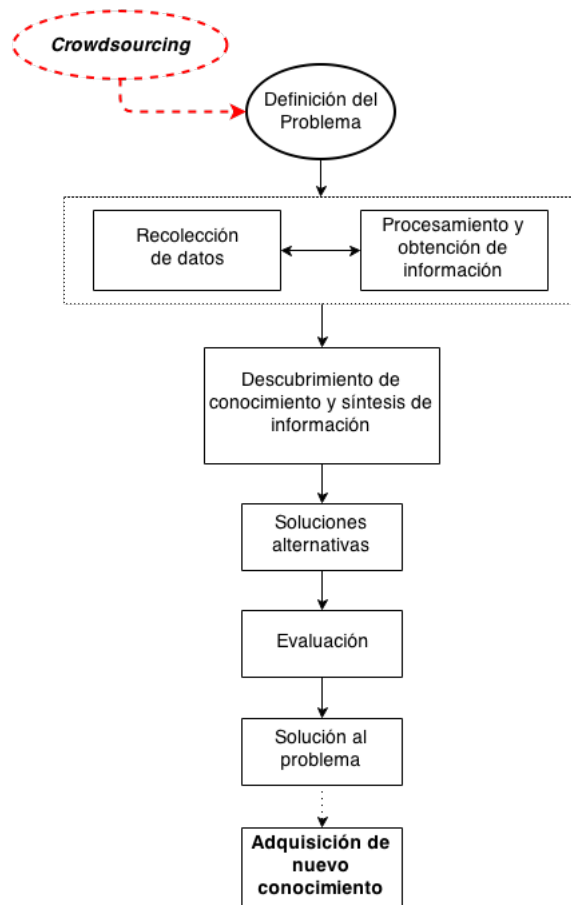 Crowdsourcing
Definición del
Problema
Recolección
de datos
Procesamiento y
obtención de
información
Descubrimiento de
conocimiento y síntesis de
información
Soluciones
alternativas
Evaluación
Solución al
problema
Adquisición de
nuevo
conocimiento